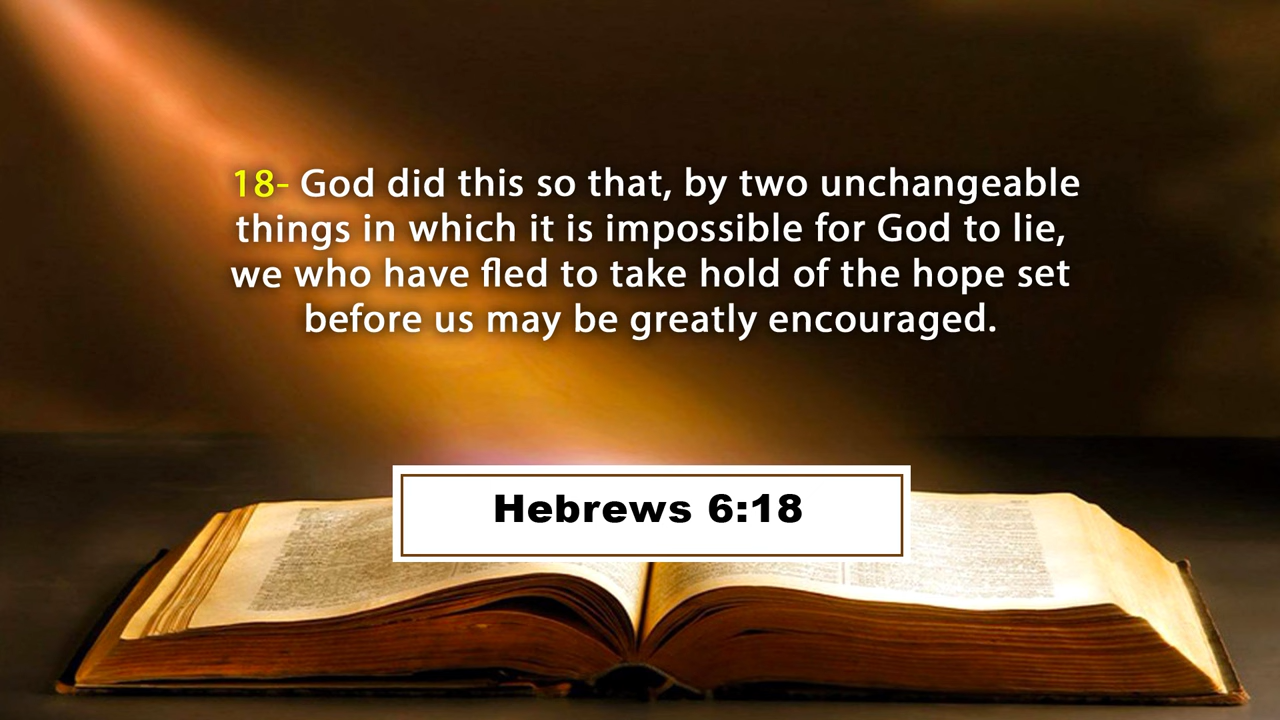 18- God did this so that, by two unchangeable
things in which it is impossible for God to lie,
we who have fled to take hold of the hope set
before us may be greatly encouraged.
Hebrews 6:18